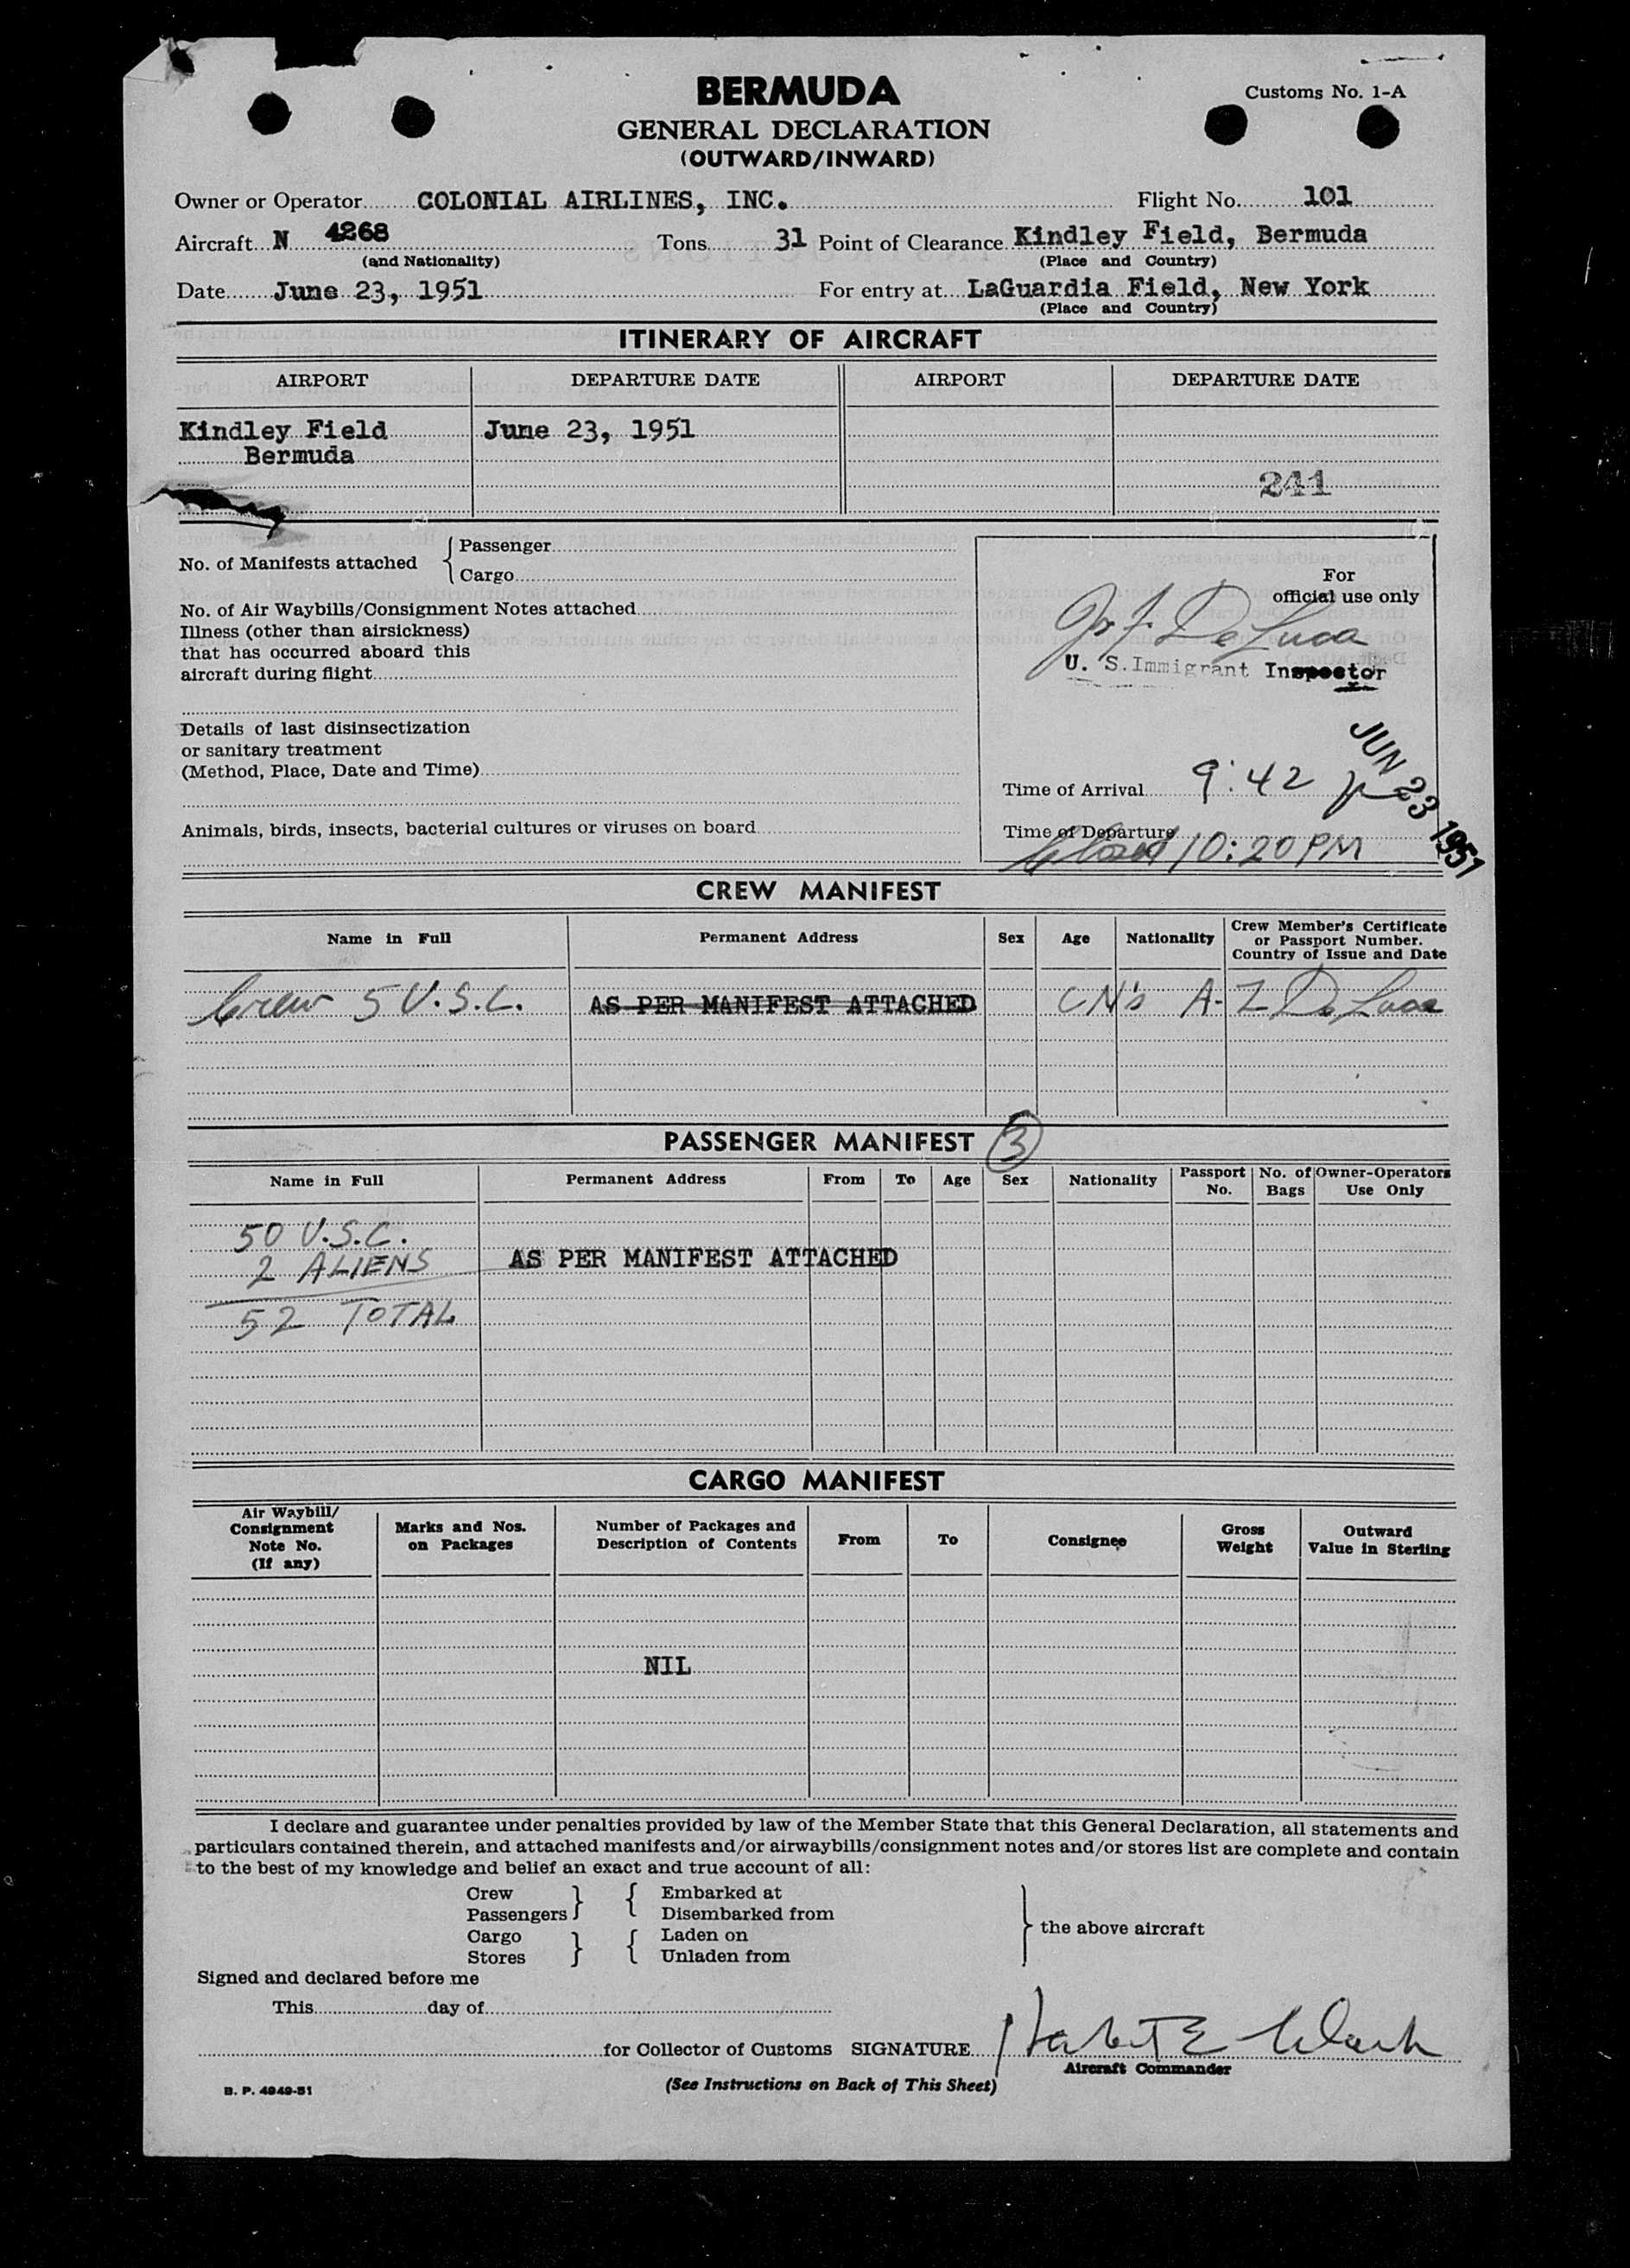 BERMUDA
Customs No. 1-A
GENERAL DECLARATION
(OUTWARD/INWARD)
Owner or Operator COLONIAL AIRLINES, INC. Flight No. 101
Aircraft N 4268 Tons 31 Point of Clearance Kindley Field, Bermuda
(and Nationality) (Place and Country)
Date June 23, 1951 For entry at LaGuardia Field, New York
(Place and Country)
ITINERARY OF AIRCRAFT
AIRPORT DEPARTURE DATE AIRPORT DEPARTURE DATE
Kindley Field June 23, 1951
Bermuda
241
No. of Manifests attached { Passenger
Cargo
For
official use only
No. of Air Waybills/Consignment Notes attached
Illness (other than airsickness)
that has occurred aboard this
aircraft during flight
De Luca
U. S. Immigrant Inspector
Details of last disinsectization
or sanitary treatment
(Method, Place, Date and Time)
JUN 23 1951
Time of Arrival 9:42 p
Animals, birds, insects, bacterial cultures or viruses on board
Time of Departure
10:20 PM
CREW MANIFEST
Name in Full Permanent Address Sex Age Nationality Crew Member's Certificate
or Passport Number.
Country of Issue and Date
Crew 5 U.S.C. AS PER MANIFEST ATTACHED CN's A-Z De Luca
PASSENGER MANIFEST 3
Name in Full Permanent Address From To Age Sex Nationality Passport No. No. of Bags Owner-Operators Use Only
50 U.S.C.
2 ALIENS AS PER MANIFEST ATTACHED
52 TOTAL
CARGO MANIFEST
Air Waybill/ Consignment Note No. (If any) Marks and Nos. on Packages Number of Packages and Description of Contents From To Consignee Gross Weight Outward Value in Sterling
NIL
I declare and guarantee under penalties provided by law of the Member State that this General Declaration, all statements and
particulars contained therein, and attached manifests and/or airwaybills/consignment notes and/or stores list are complete and contain
to the best of my knowledge and belief an exact and true account of all:
Crew } { Embarked at
Passengers Disembarked from
} the above aircraft
Cargo } { Laden on
Stores Unladen from
Signed and declared before me
This day of
for Collector of Customs SIGNATURE
Aircraft Commander
B. P. 4949-51
(See Instructions on Back of This Sheet)